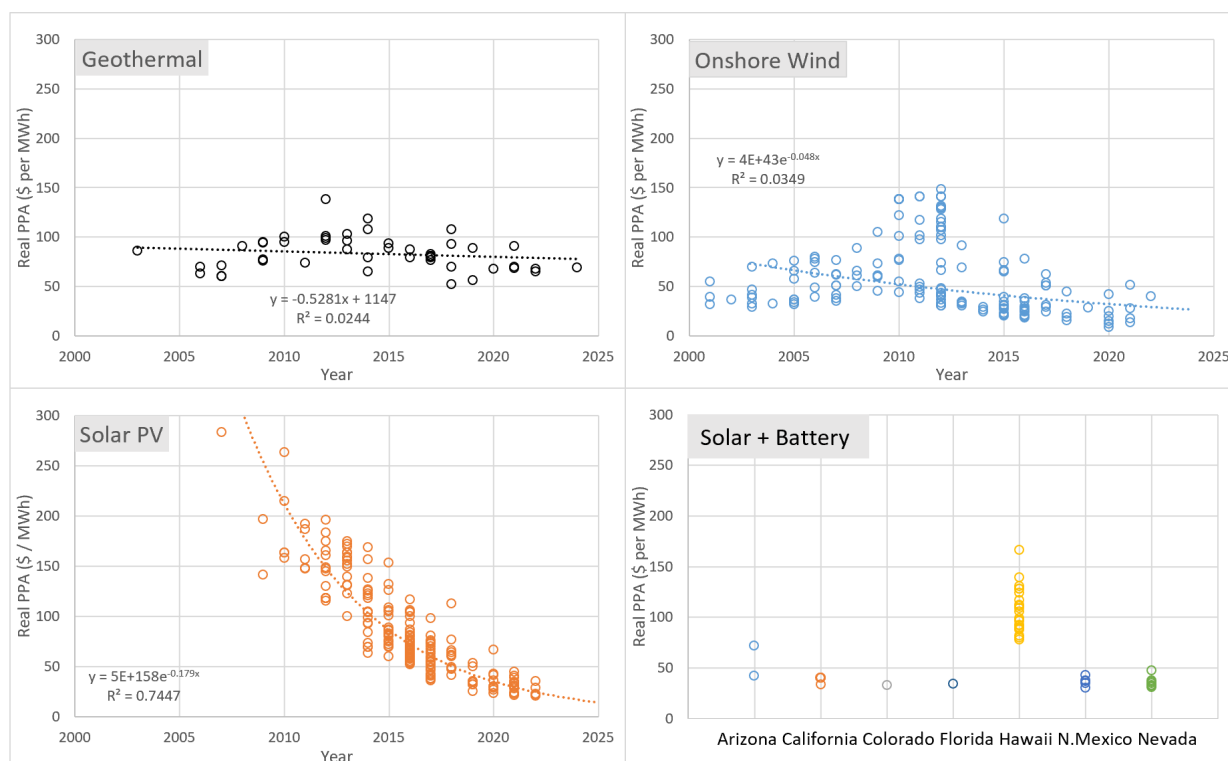 Geothermal
Real PPA ($ per MWh)
300
250
200
150
100
50
0
y = -0.5281x + 1147
R² = 0.0244
2000 2005 2010 2015 2020 2025
Year
Onshore Wind
Real PPA ($ per MWh)
300
250
200
150
100
50
0
y = 4E+43e^-0.048x
R² = 0.0349
2000 2005 2010 2015 2020 2025
Year
Solar PV
Real PPA ($ / MWh)
300
250
200
150
100
50
0
y = 5E+158e^-0.179x
R² = 0.7447
2000 2005 2010 2015 2020 2025
Year
Solar + Battery
Real PPA ($ per MWh)
300
250
200
150
100
50
0
Arizona California Colorado Florida Hawaii N.Mexico Nevada